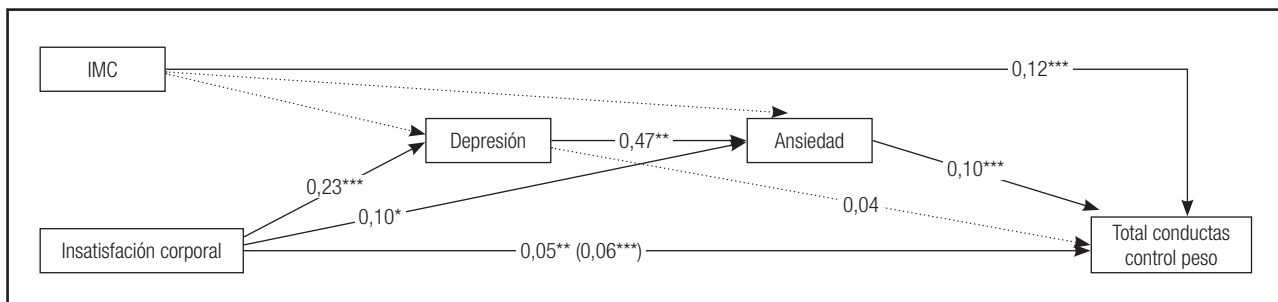 IMC
0,12***
Depresión
0,47**
Ansiedad
0,23***
0,10***
0,10*
0,04
Insatisfación corporal
0,05** (0,06***)
Total conductas
control peso